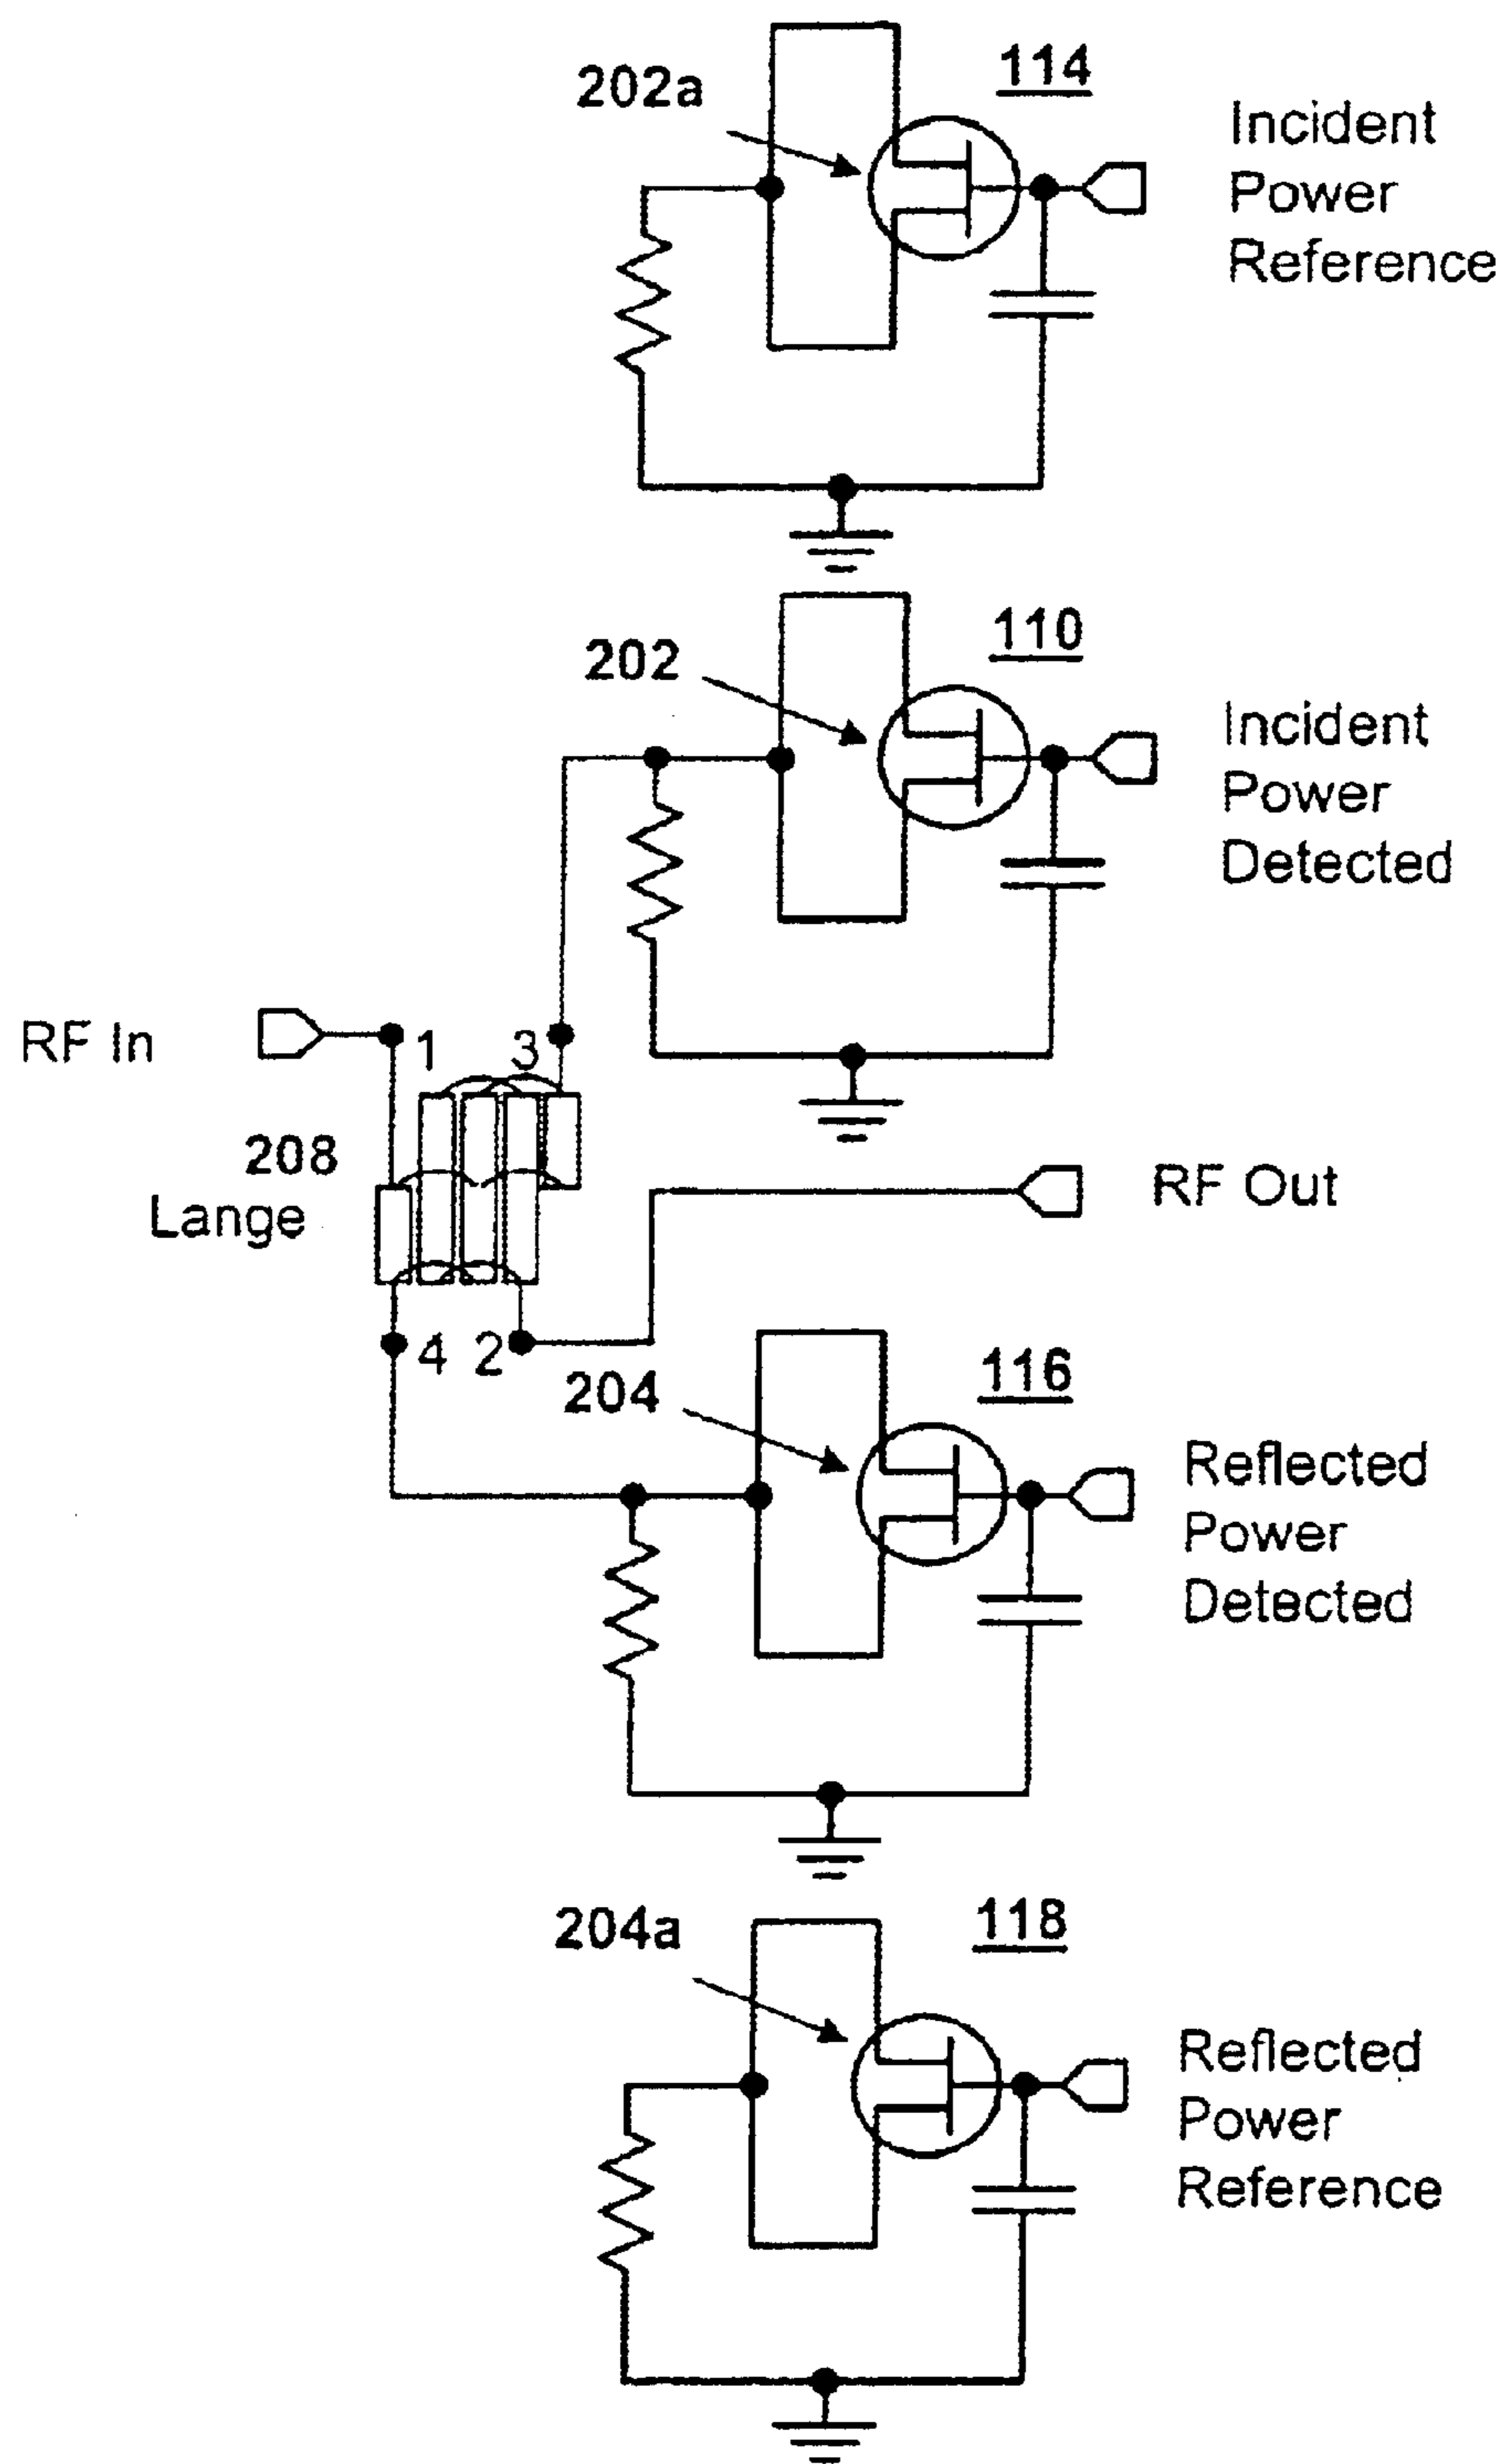 202a
114
Incident
Power
Reference
202
110
Incident
Power
Detected
RF In
1
3
208
Lange
RF Out
4
2
204
116
Reflected
Power
Detected
204a
118
Reflected
Power
Reference